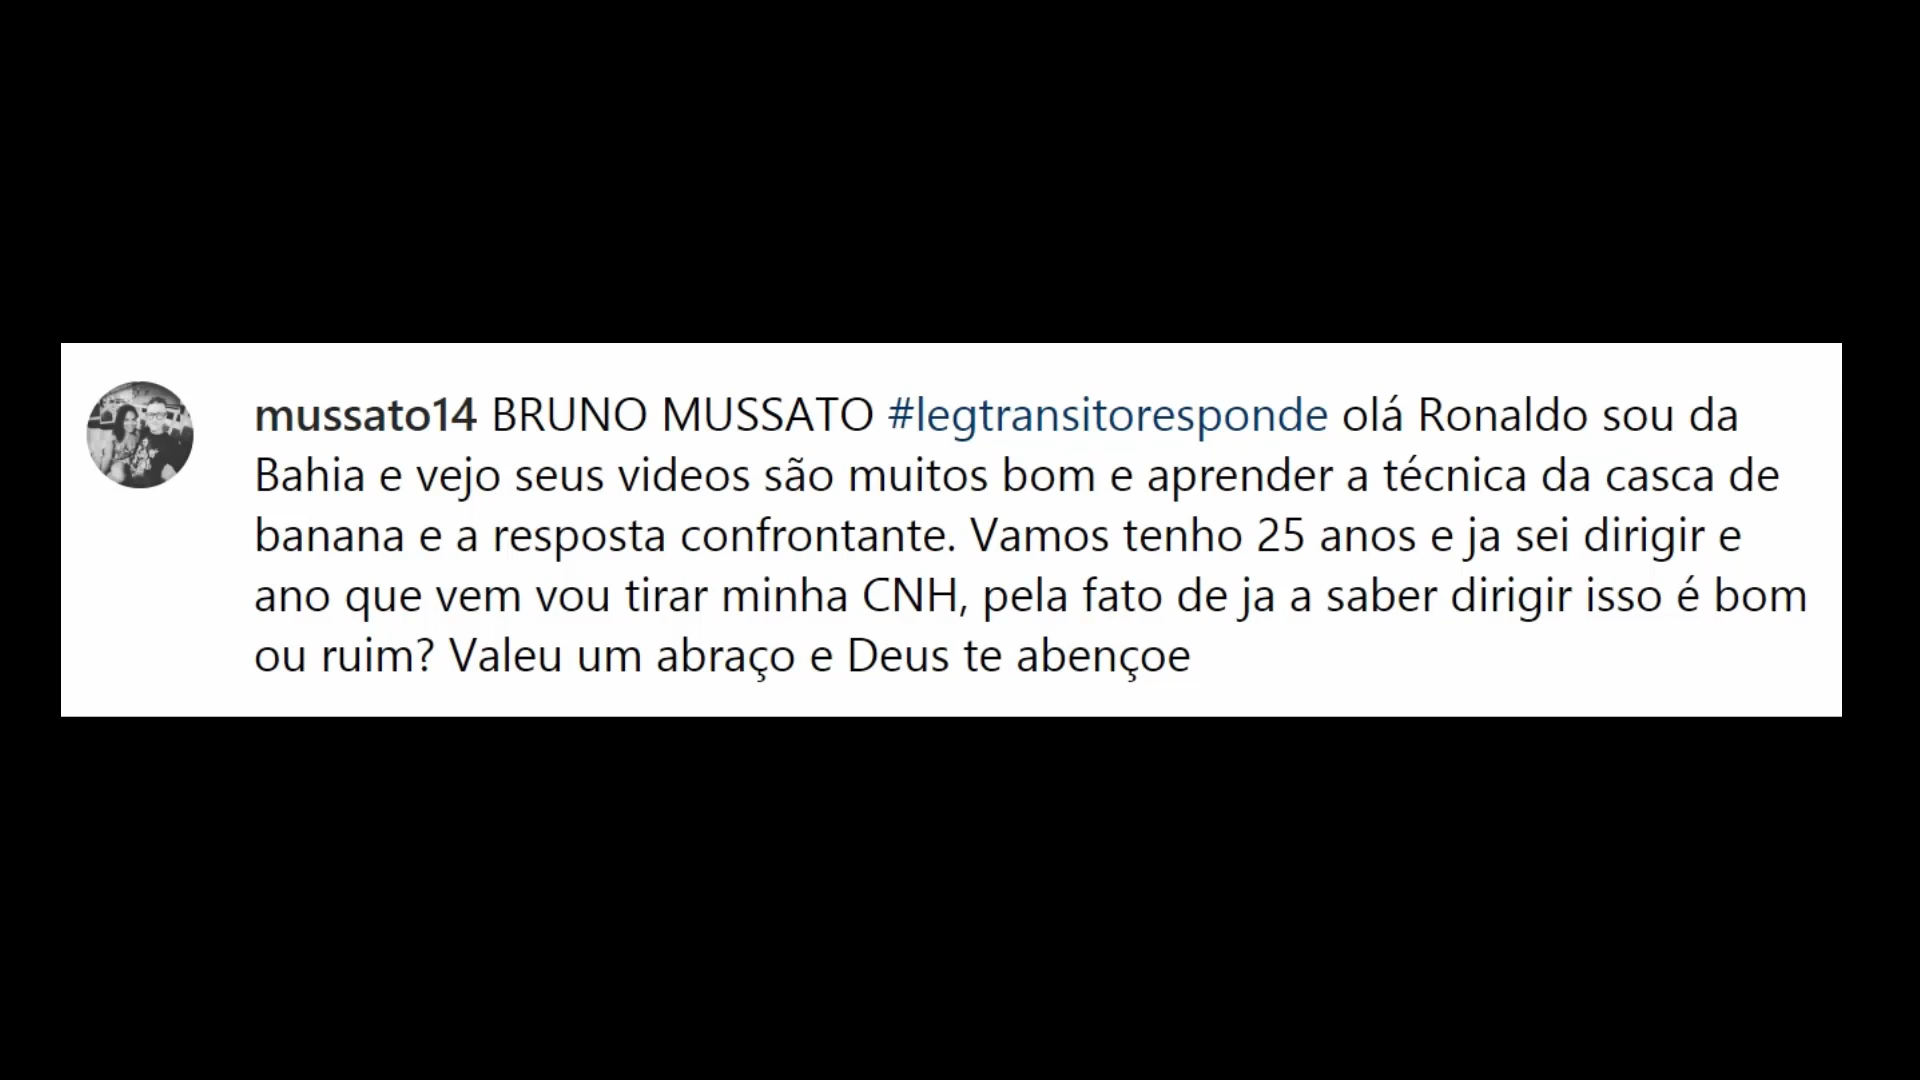 mussato14 BRUNO MUSSATO #legtransitoresponde olá Ronaldo sou da
Bahia e vejo seus videos são muitos bom e aprender a técnica da casca de
banana e a resposta confrontante. Vamos tenho 25 anos e ja sei dirigir e
ano que vem vou tirar minha CNH, pela fato de ja a saber dirigir isso é bom
ou ruim? Valeu um abraço e Deus te abençoe